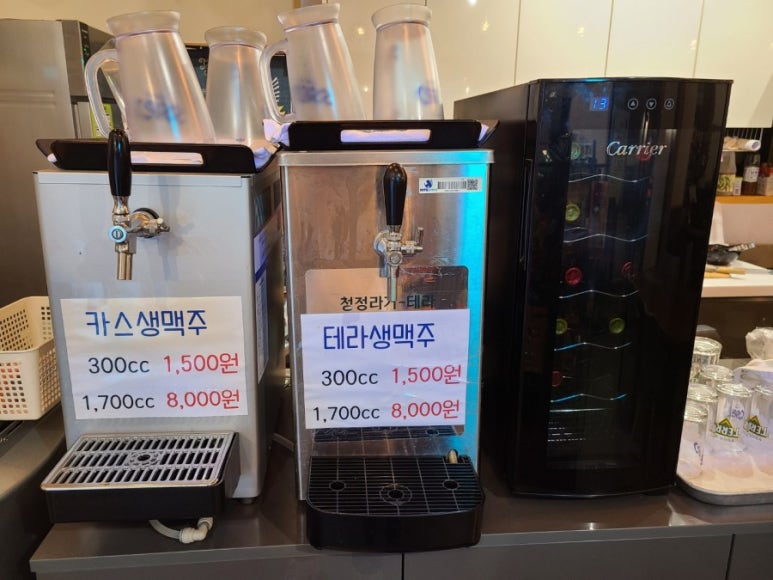 카스생맥주
300cc 1,500원
1,700cc 8,000원
청정라거-테라
테라생맥주
300cc 1,500원
1,700cc 8,000원
13
Carrier